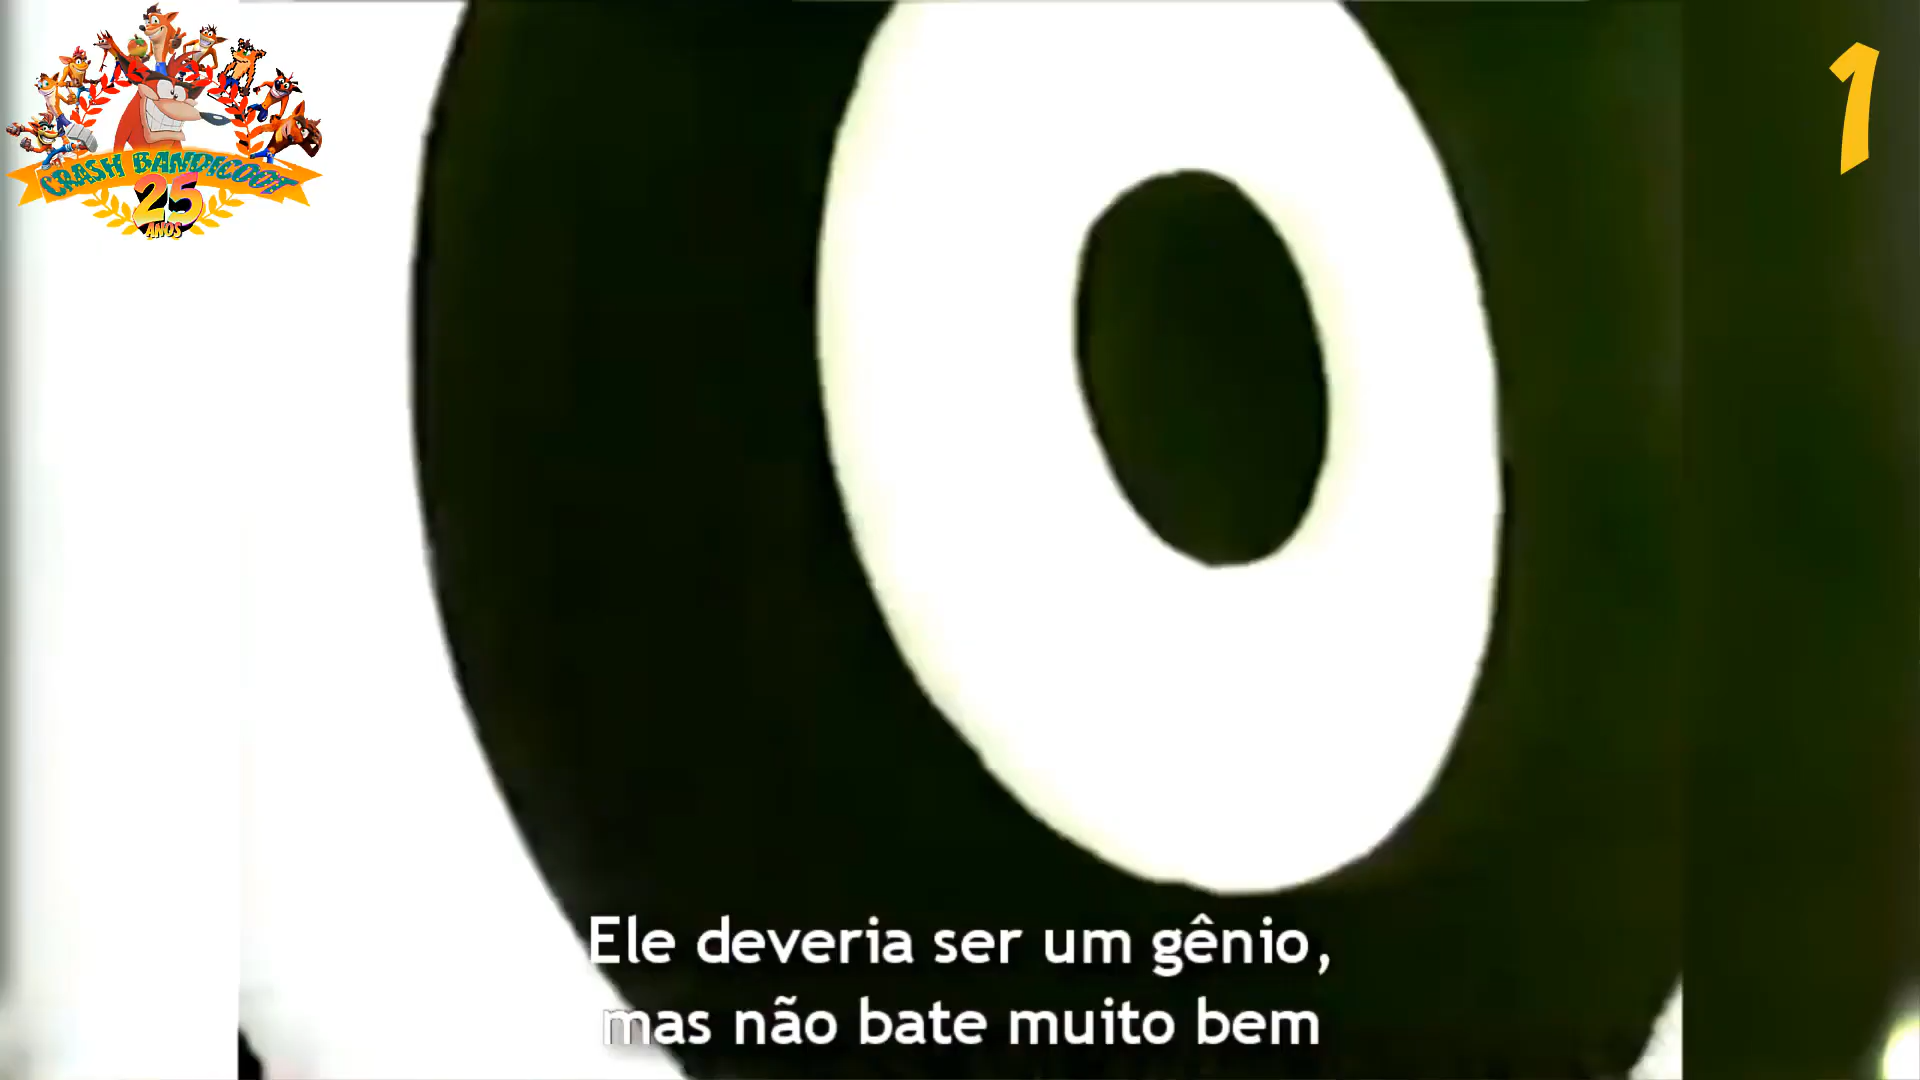 CRASH BANDICOOT
25
ANOS
1
Ele deveria ser um gênio,
mas não bate muito bem